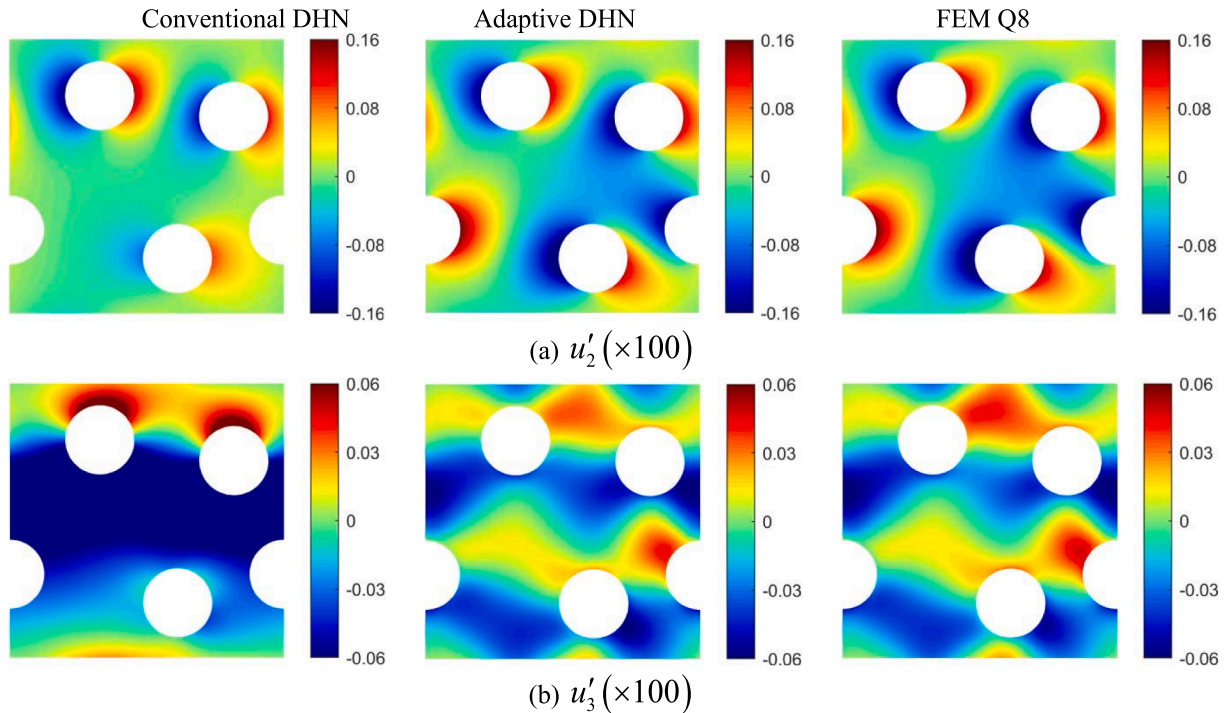 Conventional DHN Adaptive DHN FEM Q8
0.16 0.16 0.16
0.08 0.08 0.08
0 0 0
-0.08 -0.08 -0.08
-0.16 -0.16 -0.16
(a) u′₂(×100)
0.06 0.06 0.06
0.03 0.03 0.03
0 0 0
-0.03 -0.03 -0.03
-0.06 -0.06 -0.06
(b) u′₃(×100)